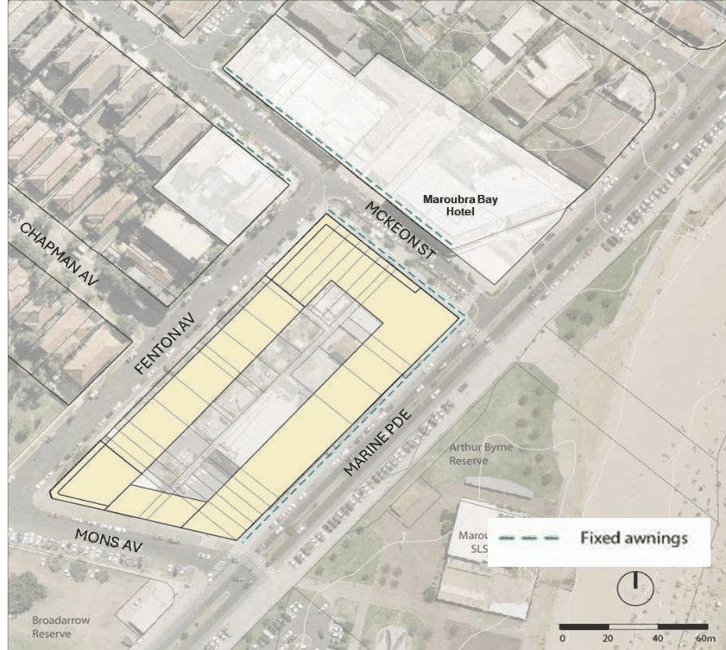 Maroubra Bay
Hotel
MCKEON ST
CHAPMAN AV
FENTON AV
MARINE PDE
Arthur Byrne
Reserve
SLS
Fixed awnings
MONS AV
Broadarrow
Reserve
0 20 40 60m